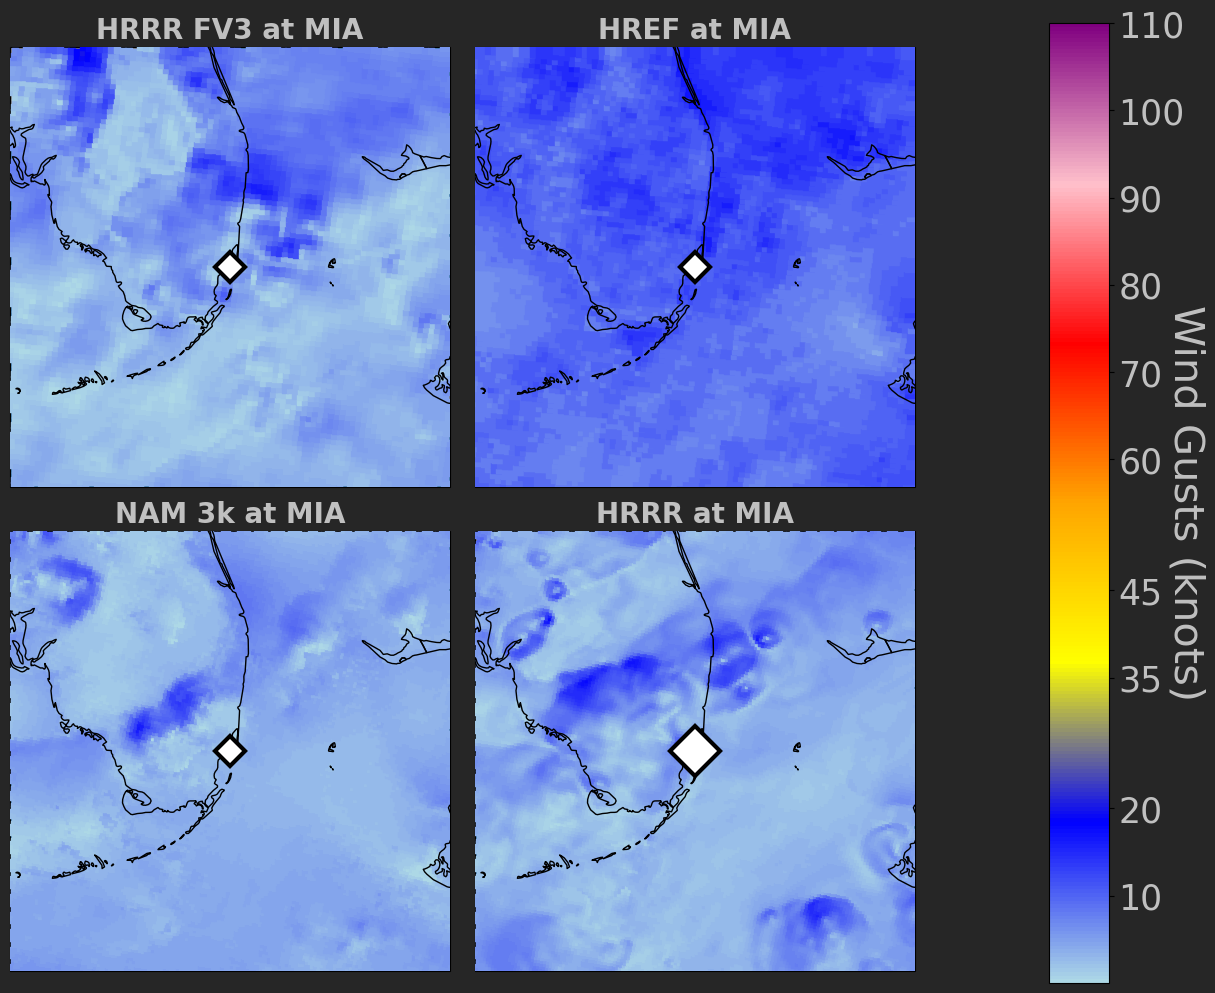 HRRR FV3 at MIA
HREF at MIA
NAM 3k at MIA
HRRR at MIA
110
100
90
80
70
60
45
35
20
10
Wind Gusts (knots)